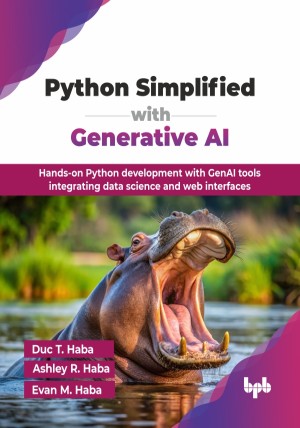 Python Simplified
with
Generative AI
Hands-on Python development with GenAI tools
integrating data science and web interfaces
Duc T. Haba
Ashley R. Haba
Evan M. Haba
bpb